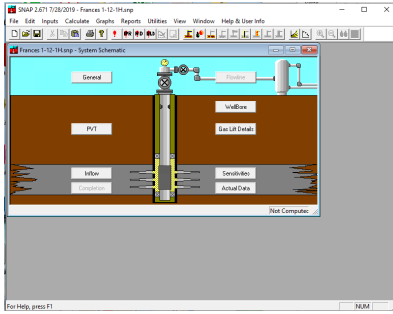 SNAP 2.671 7/28/2019 - Frances 1-12-1H.snp
File Edit Inputs Calculate Graphs Reports Utilities View Window Help & User Info
Frances 1-12-1H.snp - System Schematic
General
Flowline
WellBore
PVT
Gas Lift Details
Inflow
Sensitivities
Completion
Actual Data
Not Computed
For Help, press F1
NUM